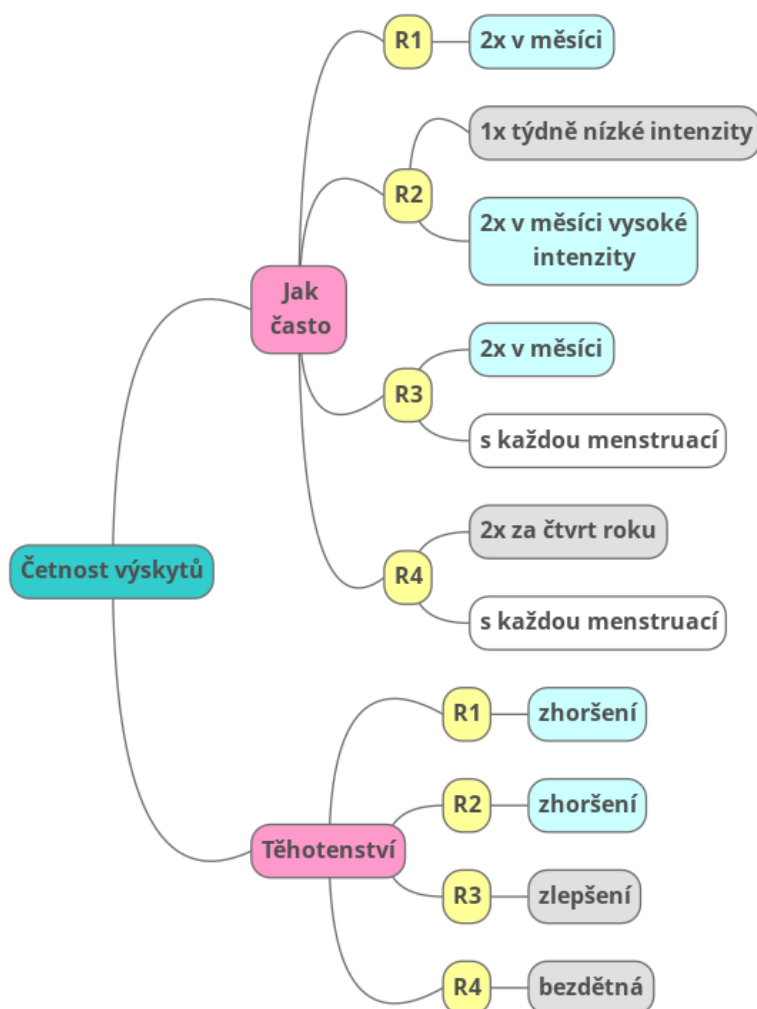 R1
2x v měsíci
1x týdně nízké intenzity
R2
2x v měsíci vysoké
intenzity
Jak
často
2x v měsíci
R3
s každou menstruací
2x za čtvrt roku
Četnost výskytů
R4
s každou menstruací
R1
zhoršení
R2
zhoršení
Těhotenství
R3
zlepšení
R4
bezdětná